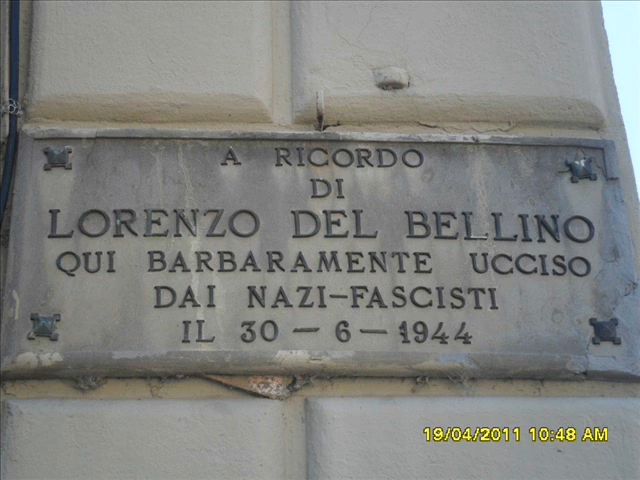 A RICORDO
DI
LORENZO DEL BELLINO
QUI BARBARAMENTE UCCISO
DAI NAZI-FASCISTI
IL 30-6-1944
19/04/2011 10:48 AM